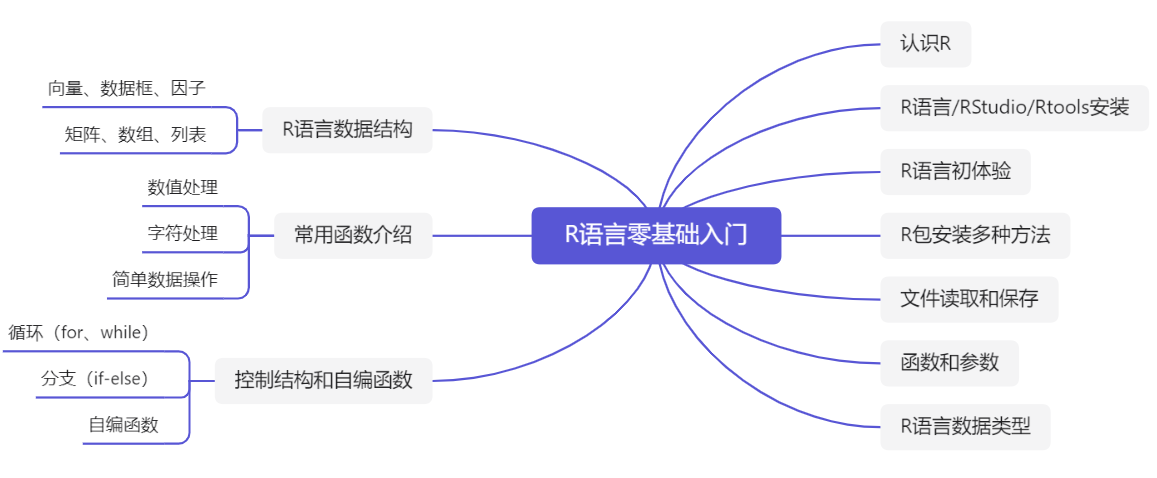 R语言零基础入门
认识R
R语言/RStudio/Rtools安装
R语言初体验
R包安装多种方法
文件读取和保存
函数和参数
R语言数据类型
R语言数据结构
向量、数据框、因子
矩阵、数组、列表
常用函数介绍
数值处理
字符处理
简单数据操作
控制结构和自编函数
循环（for、while）
分支（if-else）
自编函数